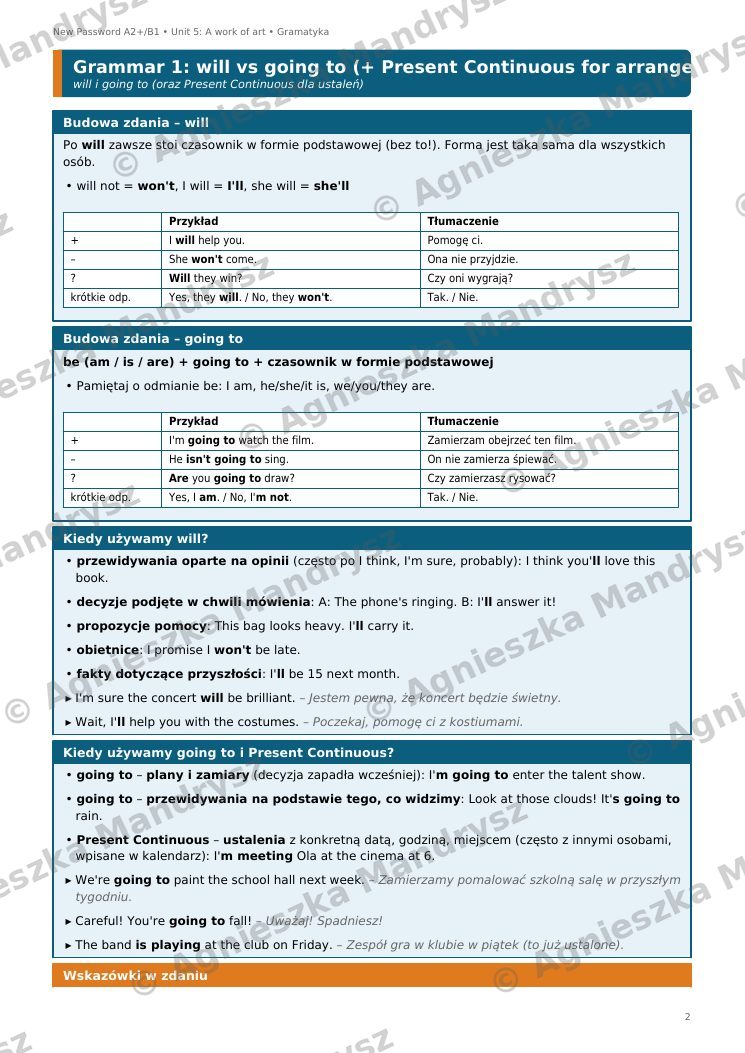 New Password A2+/B1 • Unit 5: A work of art • Gramatyka
Grammar 1: will vs going to (+ Present Continuous for arrange
will i going to (oraz Present Continuous dla ustaleń)
Budowa zdania – will
Po will zawsze stoi czasownik w formie podstawowej (bez to!). Forma jest taka sama dla wszystkich
osób.
• will not = won't, I will = I'll, she will = she'll
Przykład Tłumaczenie
+ I will help you. Pomogę ci.
– She won't come. Ona nie przyjdzie.
? Will they win? Czy oni wygrają?
krótkie odp. Yes, they will. / No, they won't. Tak. / Nie.
Budowa zdania – going to
be (am / is / are) + going to + czasownik w formie podstawowej
• Pamiętaj o odmianie be: I am, he/she/it is, we/you/they are.
Przykład Tłumaczenie
+ I'm going to watch the film. Zamierzam obejrzeć ten film.
– He isn't going to sing. On nie zamierza śpiewać.
? Are you going to draw? Czy zamierzasz rysować?
krótkie odp. Yes, I am. / No, I'm not. Tak. / Nie.
Kiedy używamy will?
• przewidywania oparte na opinii (często po I think, I'm sure, probably): I think you'll love this
book.
• decyzje podjęte w chwili mówienia: A: The phone's ringing. B: I'll answer it!
• propozycje pomocy: This bag looks heavy. I'll carry it.
• obietnice: I promise I won't be late.
• fakty dotyczące przyszłości: I'll be 15 next month.
▸ I'm sure the concert will be brilliant. – Jestem pewna, że koncert będzie świetny.
▸ Wait, I'll help you with the costumes. – Poczekaj, pomogę ci z kostiumami.
Kiedy używamy going to i Present Continuous?
• going to – plany i zamiary (decyzja zapadła wcześniej): I'm going to enter the talent show.
• going to – przewidywania na podstawie tego, co widzimy: Look at those clouds! It's going to
rain.
• Present Continuous – ustalenia z konkretną datą, godziną, miejscem (często z innymi osobami,
wpisane w kalendarz): I'm meeting Ola at the cinema at 6.
▸ We're going to paint the school hall next week. – Zamierzamy pomalować szkolną salę w przyszłym
tygodniu.
▸ Careful! You're going to fall! – Uważaj! Spadniesz!
▸ The band is playing at the club on Friday. – Zespół gra w klubie w piątek (to już ustalone).
Wskazówki w zdaniu
2
© Agnieszka Mandrysz